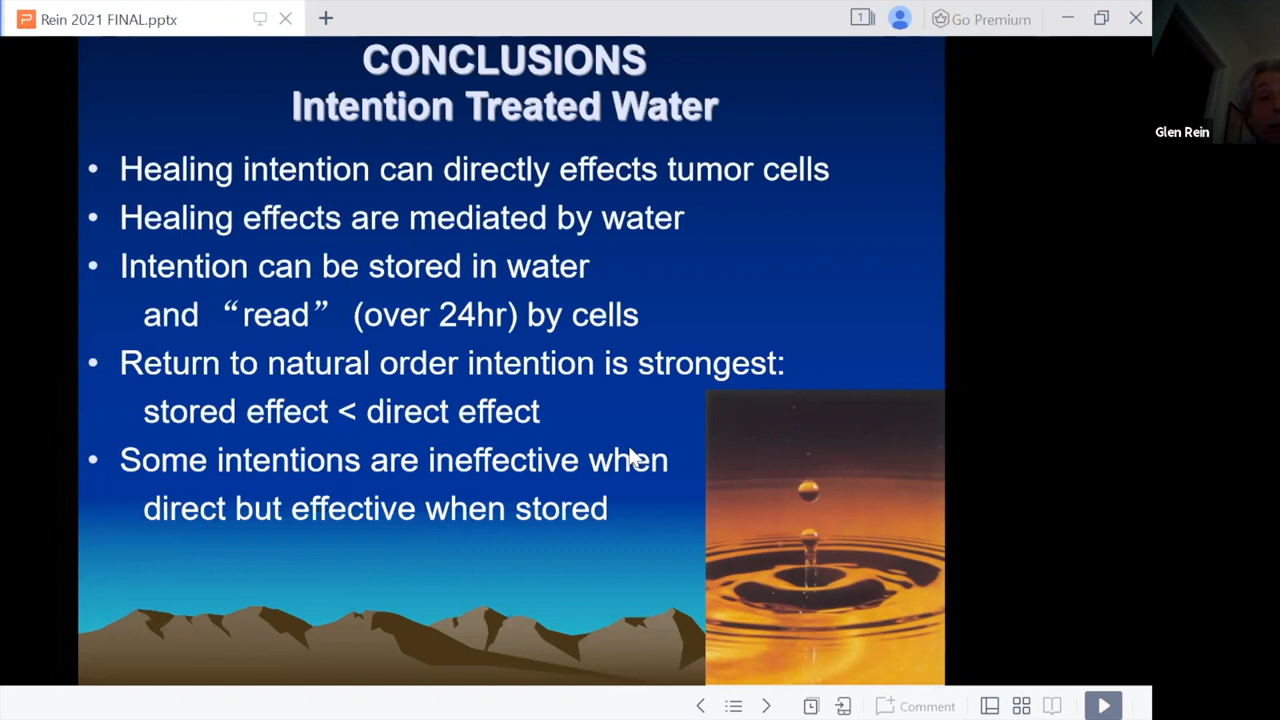 Rein 2021 FINAL.pptx
1
Go Premium
CONCLUSIONS
Intention Treated Water
• Healing intention can directly effects tumor cells
• Healing effects are mediated by water
• Intention can be stored in water
and “read” (over 24hr) by cells
• Return to natural order intention is strongest:
stored effect < direct effect
• Some intentions are ineffective when
direct but effective when stored
Glen Rein
Comment